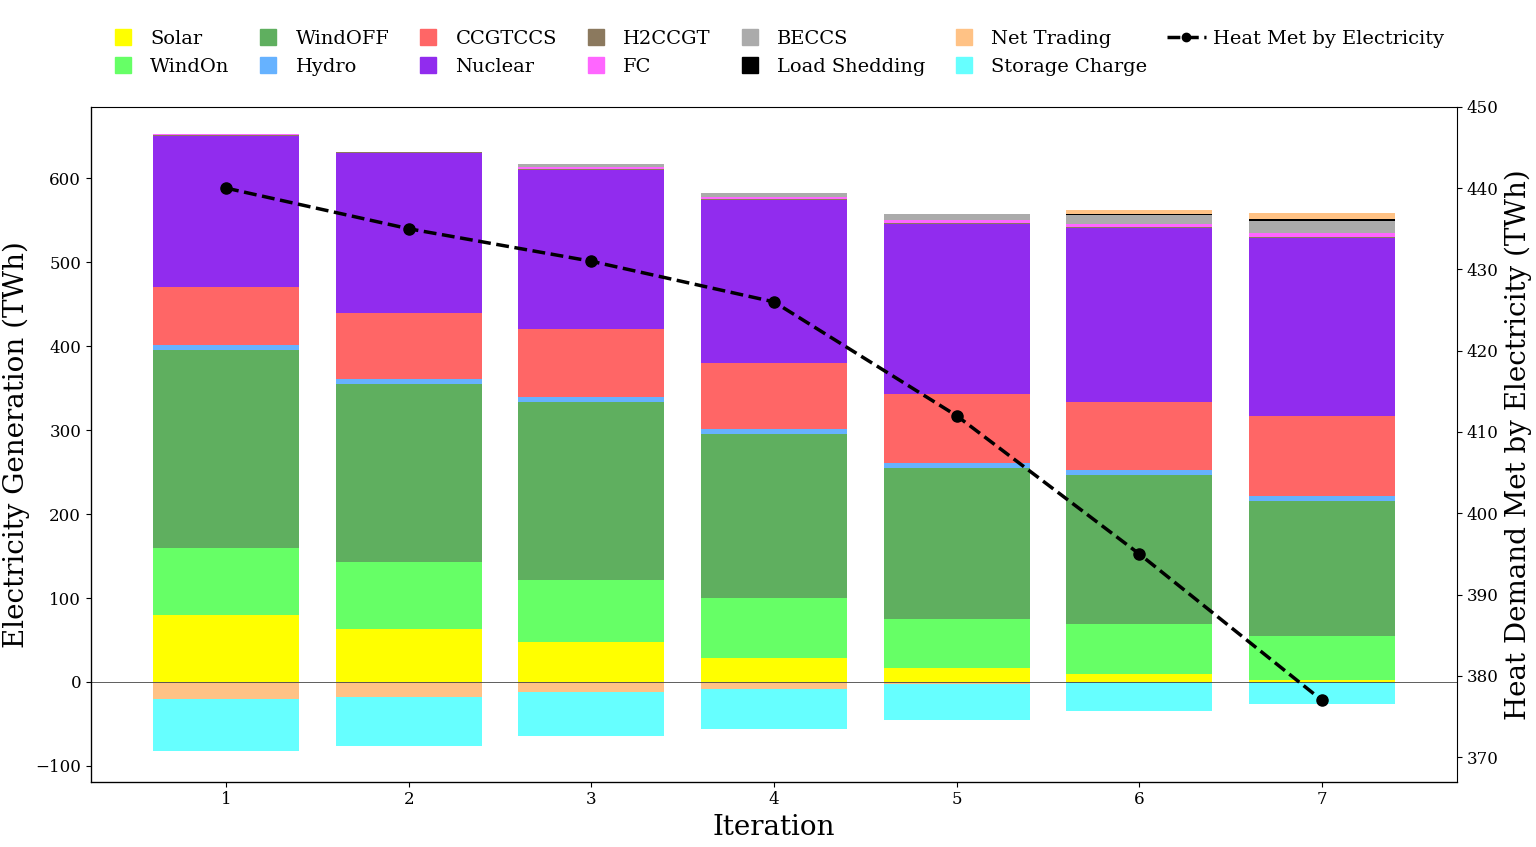 Solar WindOFF CCGTCCS H2CCGT BECCS Net Trading Heat Met by Electricity
WindOn Hydro Nuclear FC Load Shedding Storage Charge
Electricity Generation (TWh)
600
500
400
300
200
100
0
−100
1 2 3 4 5 6 7
Iteration
450
440
430
420
410
400
390
380
370
Heat Demand Met by Electricity (TWh)